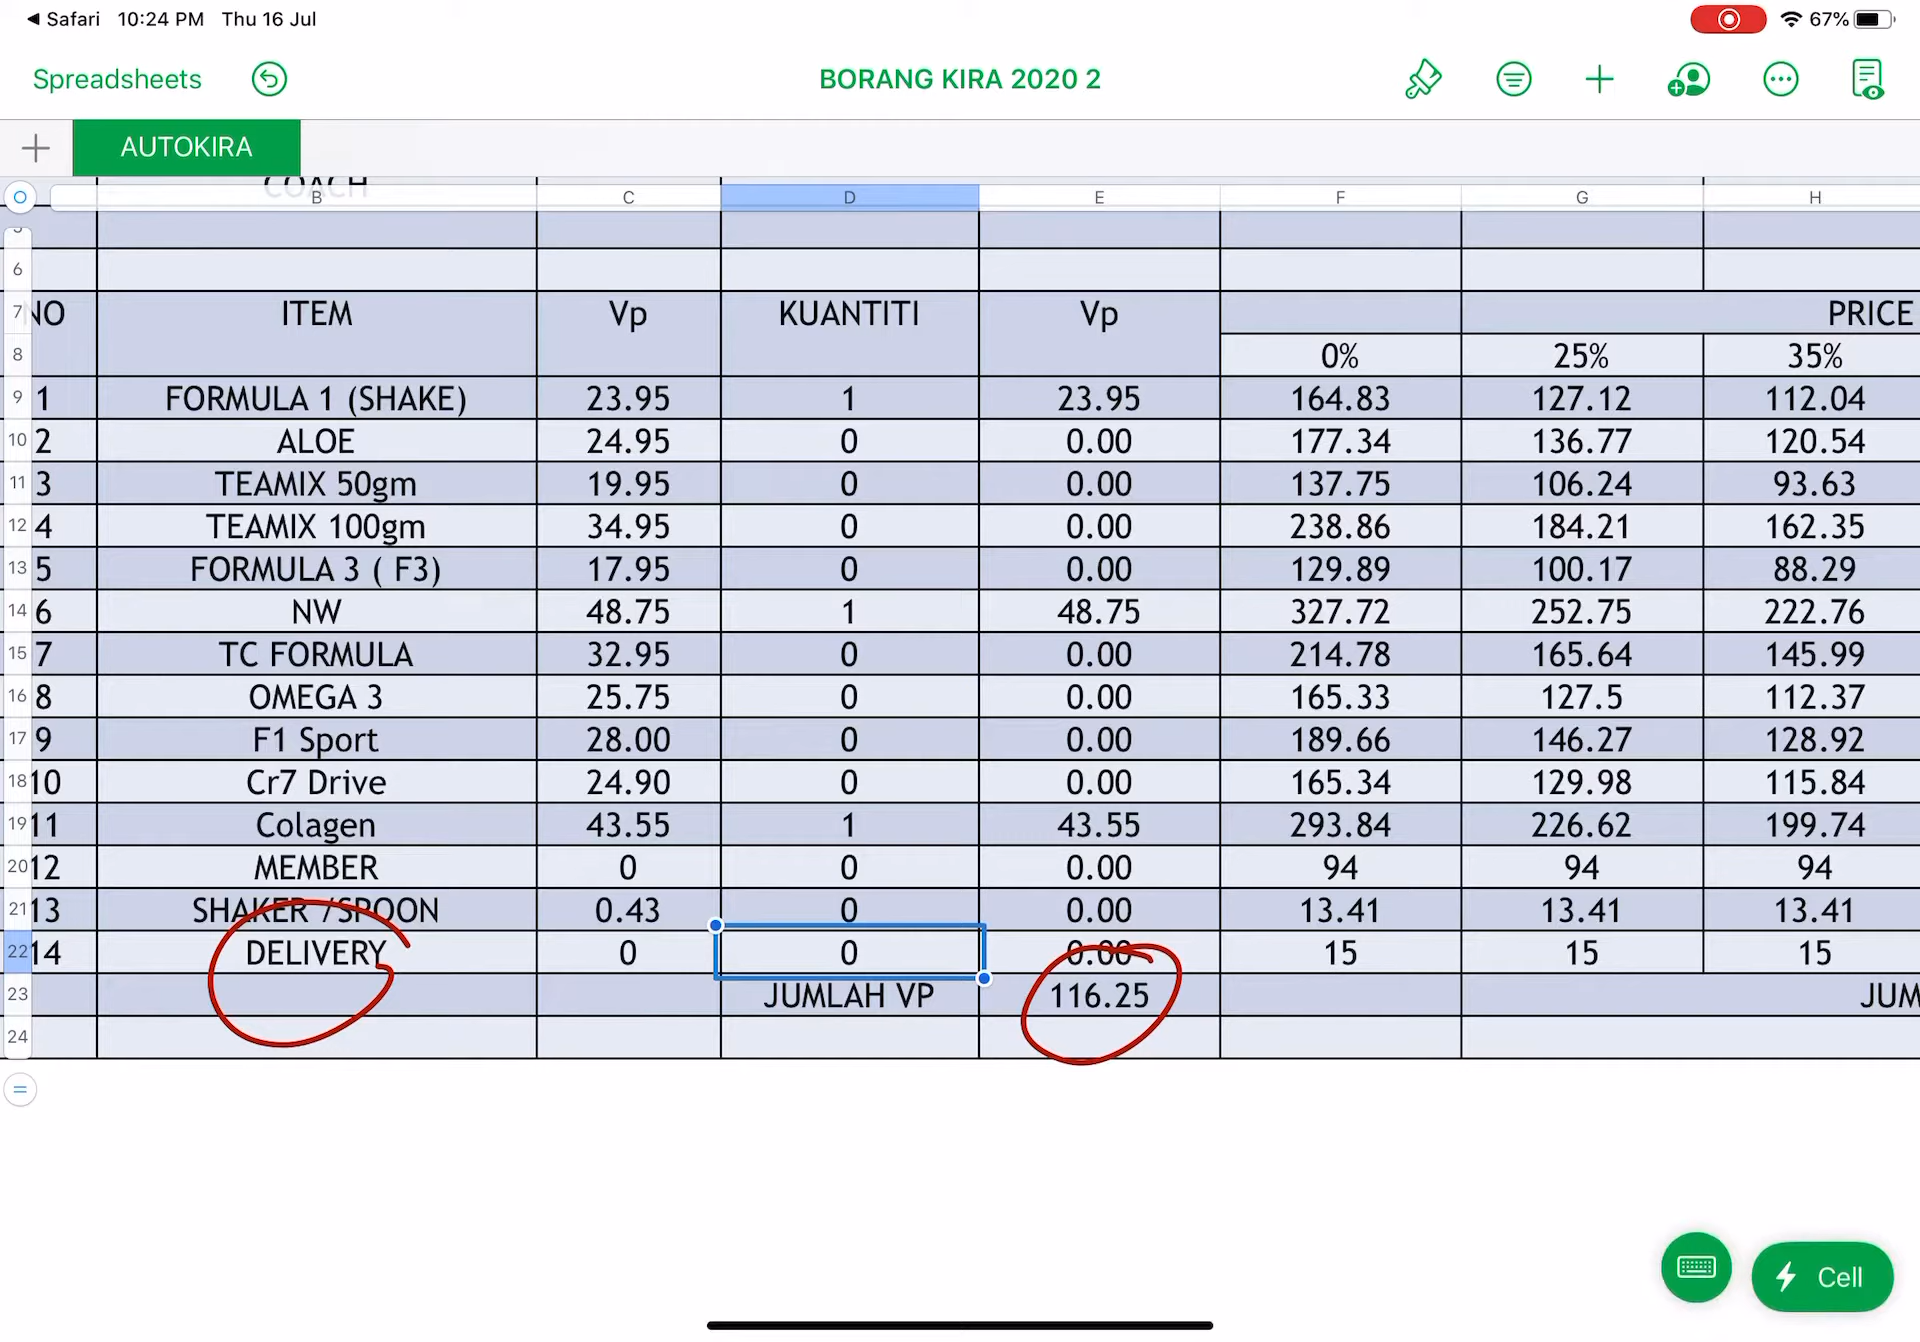 Safari 10:24 PM Thu 16 Jul 67%
Spreadsheets BORANG KIRA 2020 2
AUTOKIRA
COACH
B C D E F G H
6
7 NO ITEM Vp KUANTITI Vp PRICE
8 0% 25% 35%
9 1 FORMULA 1 (SHAKE) 23.95 1 23.95 164.83 127.12 112.04
10 2 ALOE 24.95 0 0.00 177.34 136.77 120.54
11 3 TEAMIX 50gm 19.95 0 0.00 137.75 106.24 93.63
12 4 TEAMIX 100gm 34.95 0 0.00 238.86 184.21 162.35
13 5 FORMULA 3 ( F3) 17.95 0 0.00 129.89 100.17 88.29
14 6 NW 48.75 1 48.75 327.72 252.75 222.76
15 7 TC FORMULA 32.95 0 0.00 214.78 165.64 145.99
16 8 OMEGA 3 25.75 0 0.00 165.33 127.5 112.37
17 9 F1 Sport 28.00 0 0.00 189.66 146.27 128.92
18 10 Cr7 Drive 24.90 0 0.00 165.34 129.98 115.84
19 11 Colagen 43.55 1 43.55 293.84 226.62 199.74
20 12 MEMBER 0 0 0.00 94 94 94
21 13 SHAKER /SPOON 0.43 0 0.00 13.41 13.41 13.41
22 14 DELIVERY 0 0 0.00 15 15 15
23 JUMLAH VP 116.25 JUM
24
Cell